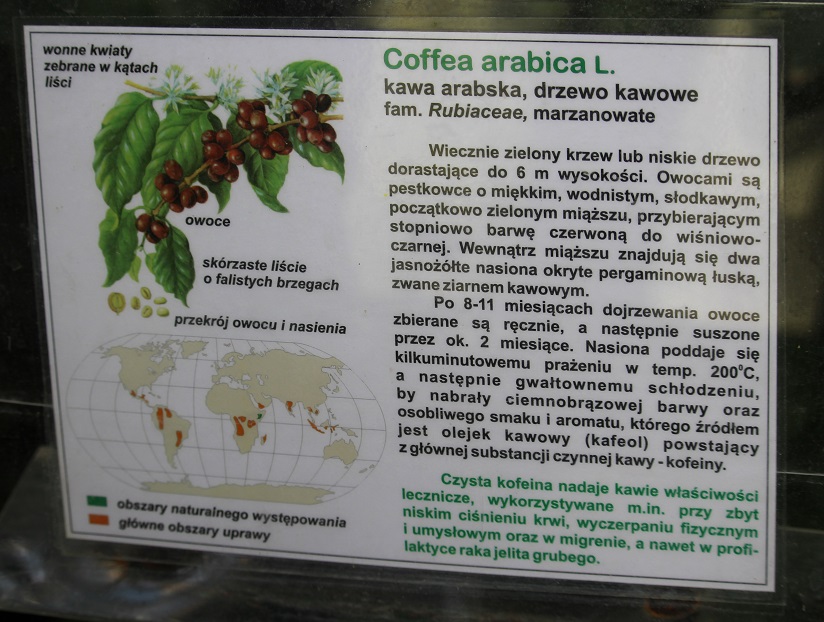 wonne kwiaty
zebrane w kątach
liści
owoce
skórzaste liście
o falistych brzegach
przekrój owocu i nasienia
obszary naturalnego występowania
główne obszary uprawy
Coffea arabica L.
kawa arabska, drzewo kawowe
fam. Rubiaceae, marzanowate
Wiecznie zielony krzew lub niskie drzewo
dorastające do 6 m wysokości. Owocami są
pestkowce o miękkim, wodnistym, słodkawym,
początkowo zielonym miąższu, przybierającym
stopniowo barwę czerwoną do wiśniowo-
czarnej. Wewnątrz miąższu znajdują się dwa
jasnożółte nasiona okryte pergaminową łuską,
zwane ziarnem kawowym.
Po 8-11 miesiącach dojrzewania owoce
zbierane są ręcznie, a następnie suszone
przez ok. 2 miesiące. Nasiona poddaje się
kilkuminutowemu prażeniu w temp. 200°C,
a następnie gwałtownemu schłodzeniu,
by nabrały ciemnobrązowej barwy oraz
osobliwego smaku i aromatu, którego źródłem
jest olejek kawowy (kafeol) powstający
z głównej substancji czynnej kawy - kofeiny.
Czysta kofeina nadaje kawie właściwości
lecznicze, wykorzystywane m.in. przy zbyt
niskim ciśnieniu krwi, wyczerpaniu fizycznym
i umysłowym oraz w migrenie, a nawet w profi-
laktyce raka jelita grubego.